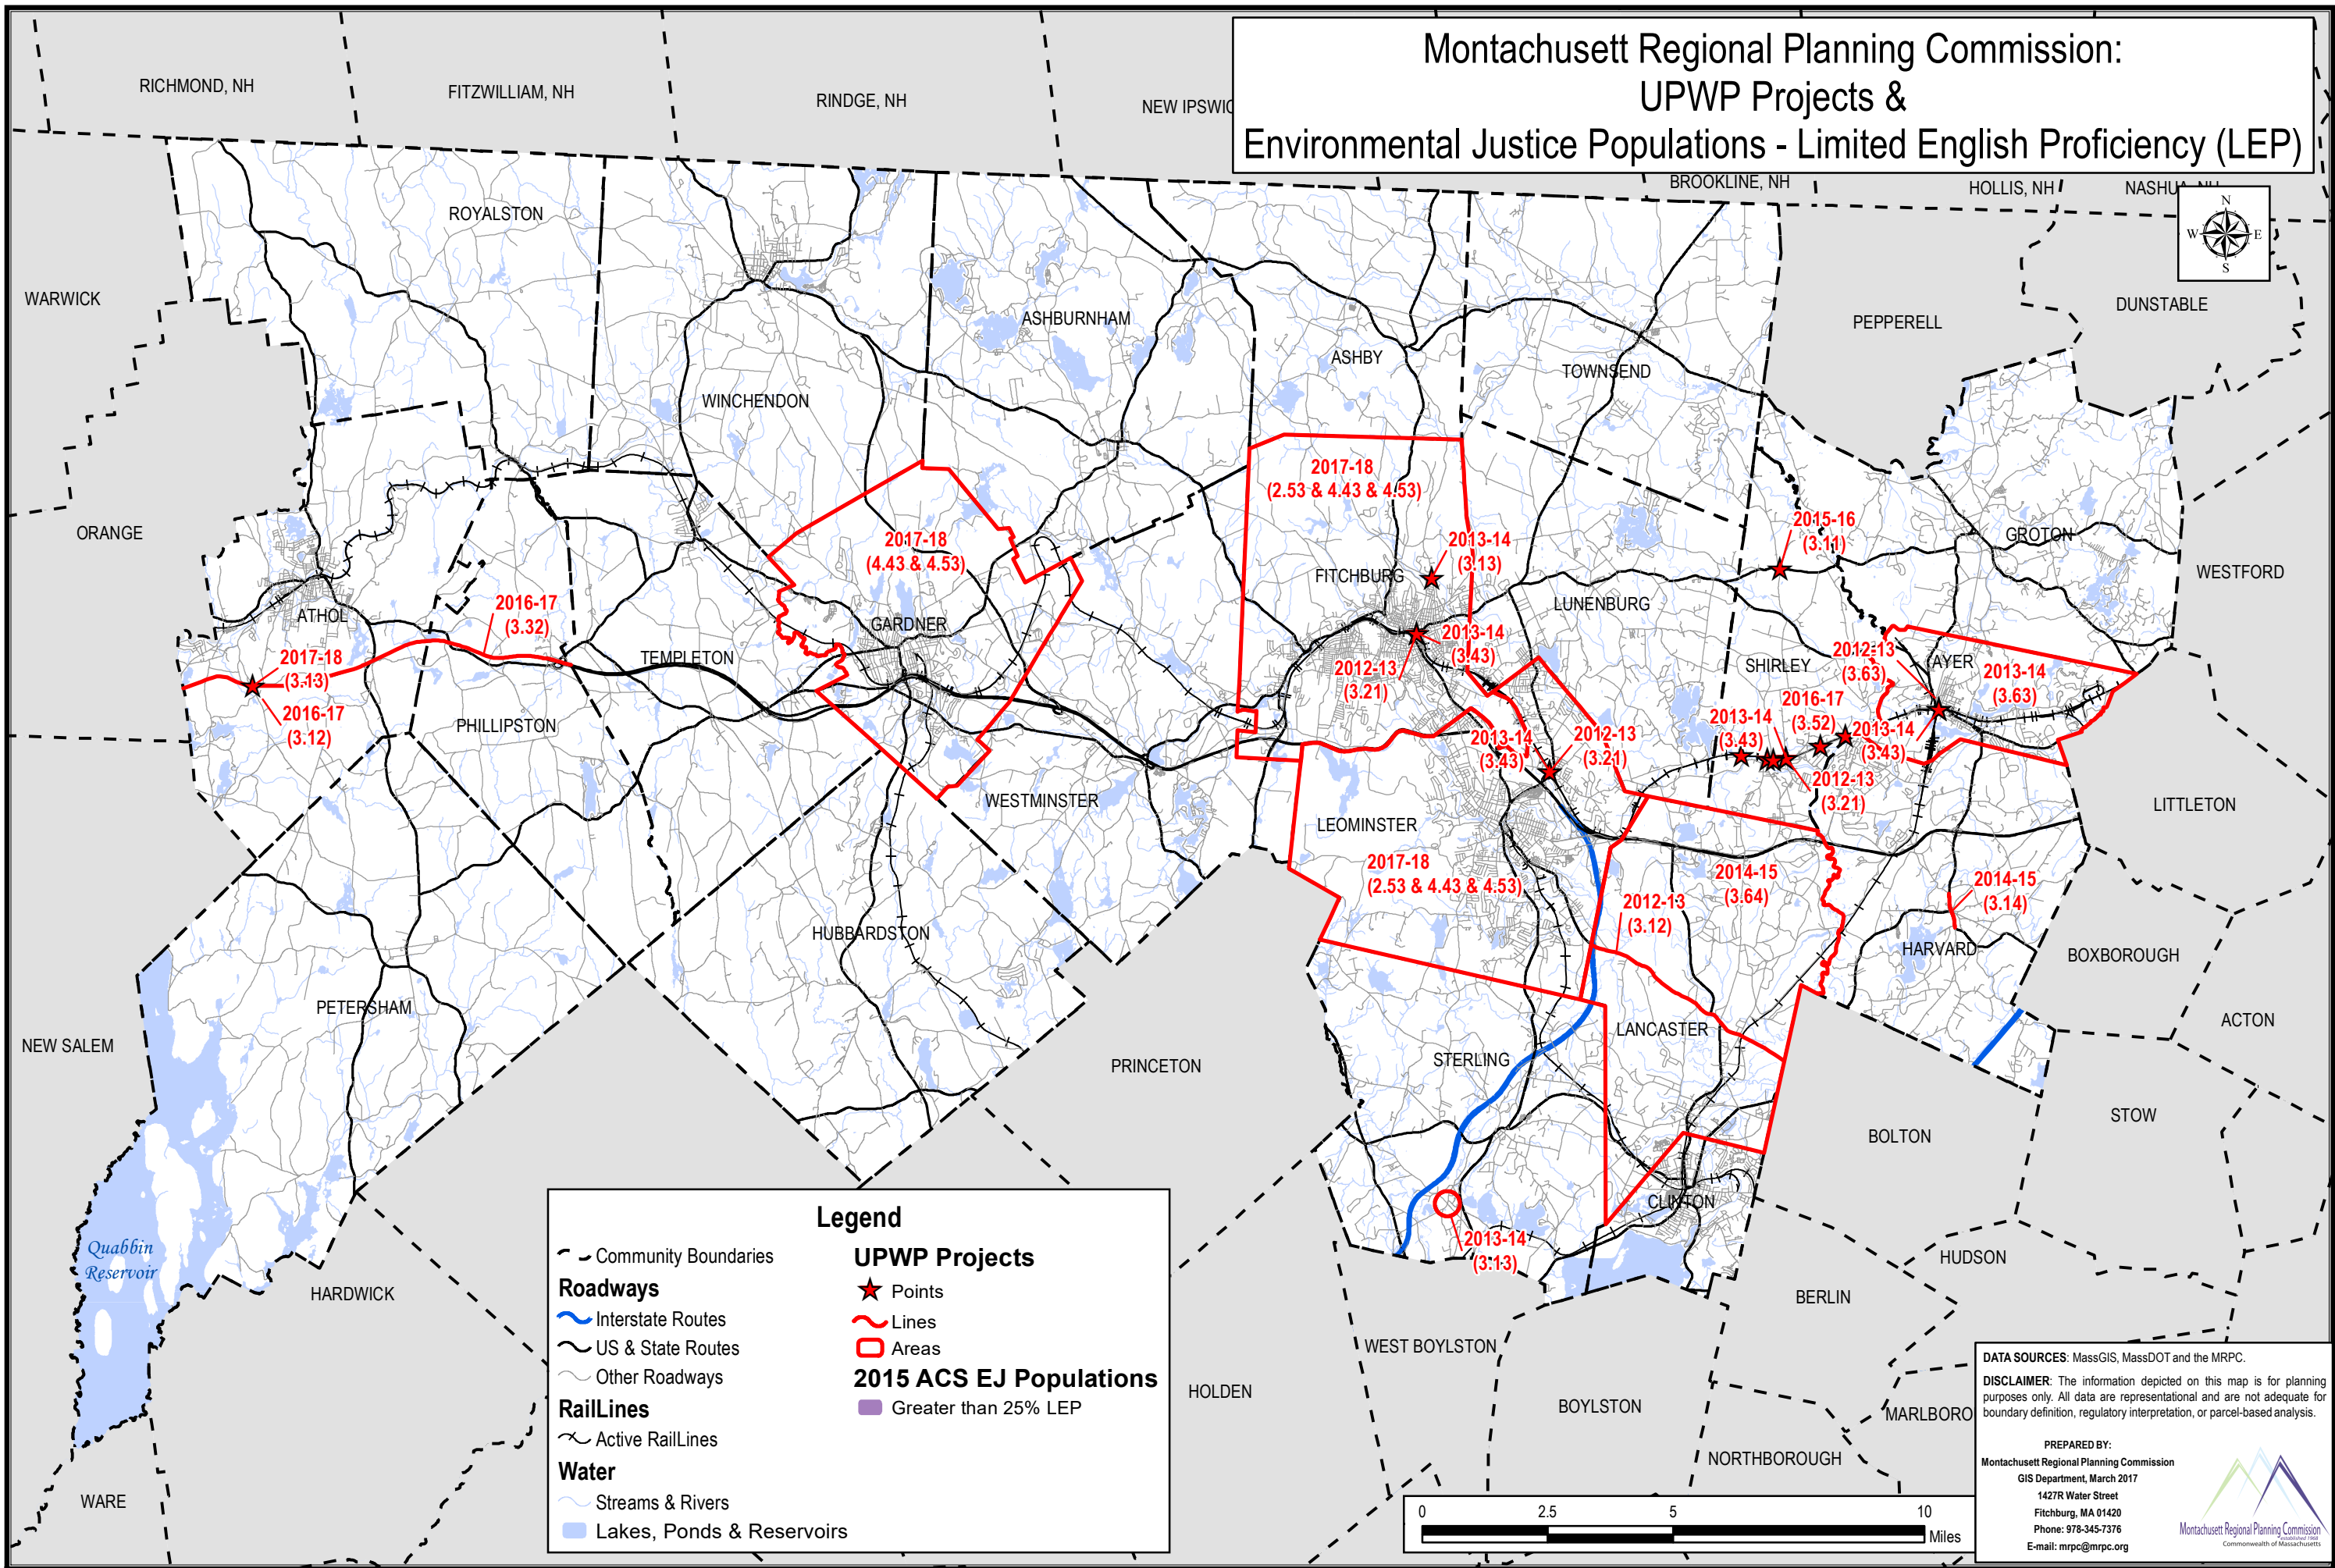 Montachusett Regional Planning Commission:
UPWP Projects &
Environmental Justice Populations - Limited English Proficiency (LEP)
RICHMOND, NH
FITZWILLIAM, NH
RINDGE, NH
NEW IPSWIC
BROOKLINE, NH
HOLLIS, NH
NASHUA, NH
N
W
E
S
WARWICK
ROYALSTON
WINCHENDON
ASHBURNHAM
ASHBY
TOWNSEND
PEPPERELL
DUNSTABLE
ORANGE
2017-18
(2.53 & 4.43 & 4.53)
2017-18
(4.43 & 4.53)
2013-14
(3.13)
2015-16
(3.11)
GROTON
WESTFORD
FITCHBURG
LUNENBURG
ATHOL
2016-17
(3.32)
GARDNER
TEMPLETON
2013-14
(3.43)
2012-13
(3.21)
SHIRLEY
2012-13
(3.63)
AYER
2013-14
(3.63)
2017-18
(3.13)
2016-17
(3.12)
PHILLIPSTON
2016-17
(3.52)
2013-14
(3.43)
2013-14
(3.43)
2013-14
(3.43)
2012-13
(3.21)
2012-13
(3.21)
WESTMINSTER
LEOMINSTER
LITTLETON
2017-18
(2.53 & 4.43 & 4.53)
2014-15
(3.64)
2012-13
(3.12)
2014-15
(3.14)
HUBBARDSTON
HARVARD
BOXBOROUGH
PETERSHAM
NEW SALEM
LANCASTER
ACTON
STERLING
PRINCETON
STOW
BOLTON
CLINTON
2013-14
(3.13)
Quabbin
Reservoir
HARDWICK
HUDSON
BERLIN
WEST BOYLSTON
HOLDEN
BOYLSTON
MARLBORO
NORTHBOROUGH
WARE
Legend
Community Boundaries
Roadways
Interstate Routes
US & State Routes
Other Roadways
RailLines
Active RailLines
Water
Streams & Rivers
Lakes, Ponds & Reservoirs
UPWP Projects
Points
Lines
Areas
2015 ACS EJ Populations
Greater than 25% LEP
0
2.5
5
10
Miles
DATA SOURCES: MassGIS, MassDOT and the MRPC.
DISCLAIMER: The information depicted on this map is for planning
purposes only. All data are representational and are not adequate for
boundary definition, regulatory interpretation, or parcel-based analysis.
PREPARED BY:
Montachusett Regional Planning Commission
GIS Department, March 2017
1427R Water Street
Fitchburg, MA 01420
Phone: 978-345-7376
E-mail: mrpc@mrpc.org
Montachusett Regional Planning Commission
established 1968
Commonwealth of Massachusetts